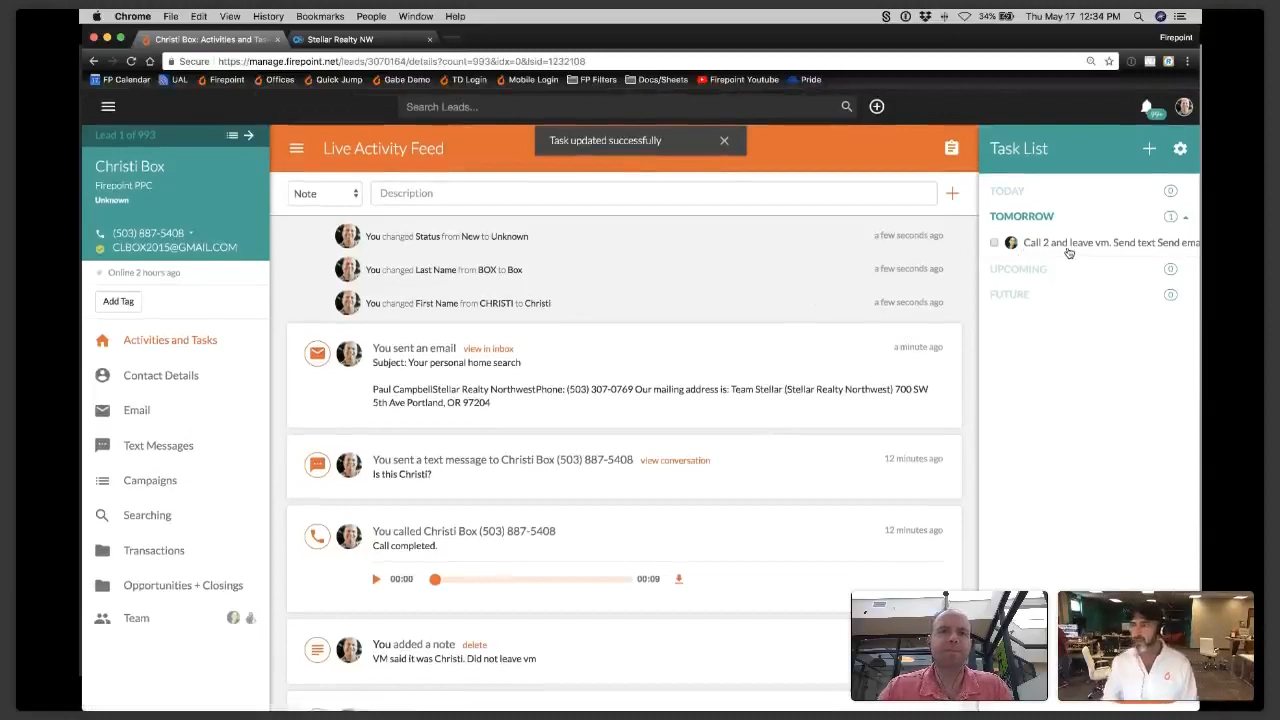 Chrome File Edit View History Bookmarks People Window Help 34% Thu May 17 12:34 PM
Christi Box: Activities and Tas Stellar Realty NW Firepoint
Secure https://manage.firepoint.net/leads/3070164/details?count=993&idx=0&lsid=1232108
FP Calendar UAL Firepoint Offices Quick Jump Gabe Demo TD Login Mobile Login FP Filters Docs/Sheets Firepoint Youtube Pride
Search Leads...
99+
Lead 1 of 993
Christi Box
Firepoint PPC
Unknown
(503) 887-5408
CLBOX2015@GMAIL.COM
Online 2 hours ago
Add Tag
Activities and Tasks
Contact Details
Email
Text Messages
Campaigns
Searching
Transactions
Opportunities + Closings
Team
Live Activity Feed
Task updated successfully
Note Description
You changed Status from New to Unknown a few seconds ago
You changed Last Name from BOX to Box a few seconds ago
You changed First Name from CHRISTI to Christi a few seconds ago
You sent an email view in inbox a minute ago
Subject: Your personal home search
Paul CampbellStellar Realty NorthwestPhone: (503) 307-0769 Our mailing address is: Team Stellar (Stellar Realty Northwest) 700 SW
5th Ave Portland, OR 97204
You sent a text message to Christi Box (503) 887-5408 view conversation 12 minutes ago
Is this Christi?
You called Christi Box (503) 887-5408 12 minutes ago
Call completed.
00:00 00:09
You added a note delete
VM said it was Christi. Did not leave vm
Task List
TODAY 0
TOMORROW 1
Call 2 and leave vm. Send text Send ema
UPCOMING 0
FUTURE 0